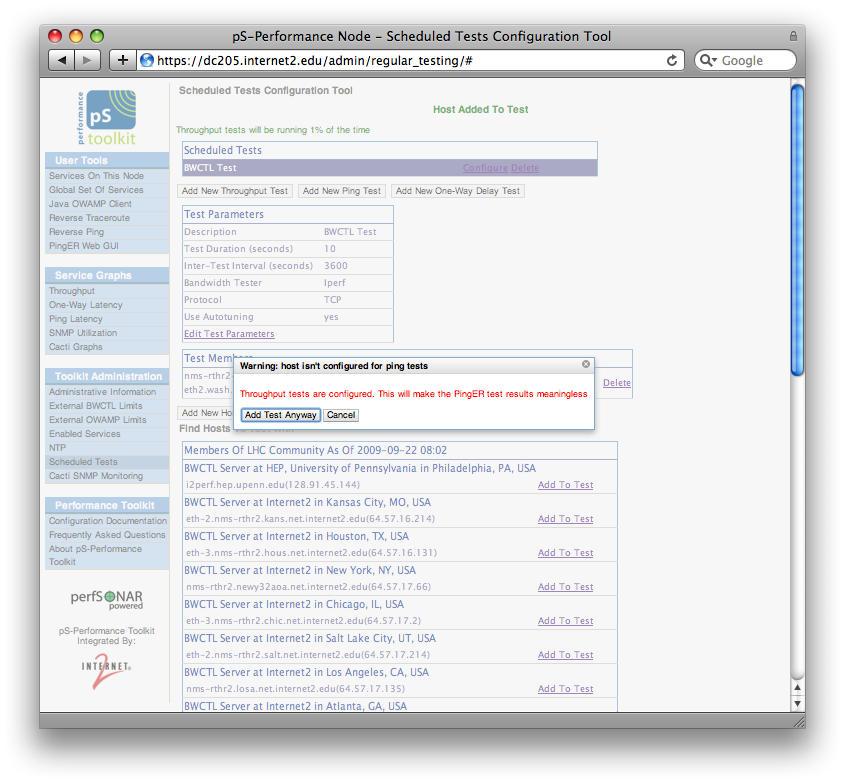 pS-Performance Node – Scheduled Tests Configuration Tool
https://dc205.internet2.edu/admin/regular_testing/#
Google
performance
pS
toolkit
User Tools
Services On This Node
Global Set Of Services
Java OWAMP Client
Reverse Traceroute
Reverse Ping
PingER Web GUI
Service Graphs
Throughput
One-Way Latency
Ping Latency
SNMP Utilization
Cacti Graphs
Toolkit Administration
Administrative Information
External BWCTL Limits
External OWAMP Limits
Enabled Services
NTP
Scheduled Tests
Cacti SNMP Monitoring
Performance Toolkit
Configuration Documentation
Frequently Asked Questions
About pS-Performance
Toolkit
perfSONAR
powered
pS-Performance Toolkit
Integrated By:
INTERNET
2
Scheduled Tests Configuration Tool
Host Added To Test
Throughput tests will be running 1% of the time
Scheduled Tests
BWCTL Test Configure Delete
Add New Throughput Test Add New Ping Test Add New One-Way Delay Test
Test Parameters
Description BWCTL Test
Test Duration (seconds) 10
Inter-Test Interval (seconds) 3600
Bandwidth Tester Iperf
Protocol TCP
Use Autotuning yes
Edit Test Parameters
Test Members
nms-r
eth2.wash. Delete
Warning: host isn't configured for ping tests
Throughput tests are configured. This will make the PingER test results meaningless
Add Test Anyway Cancel
Add New Ho
Find Hosts
Members Of LHC Community As Of 2009-09-22 08:02
BWCTL Server at HEP, University of Pennsylvania in Philadelphia, PA, USA
i2perf.hep.upenn.edu(128.91.45.144) Add To Test
BWCTL Server at Internet2 in Kansas City, MO, USA
eth-2.nms-rthr2.kans.net.internet2.edu(64.57.16.214) Add To Test
BWCTL Server at Internet2 in Houston, TX, USA
eth-3.nms-rthr2.hous.net.internet2.edu(64.57.16.131) Add To Test
BWCTL Server at Internet2 in New York, NY, USA
nms-rthr2.newy32aoa.net.internet2.edu(64.57.17.66) Add To Test
BWCTL Server at Internet2 in Chicago, IL, USA
eth-3.nms-rthr2.chic.net.internet2.edu(64.57.17.2) Add To Test
BWCTL Server at Internet2 in Salt Lake City, UT, USA
eth-2.nms-rthr2.salt.net.internet2.edu(64.57.17.214) Add To Test
BWCTL Server at Internet2 in Los Angeles, CA, USA
nms-rthr2.losa.net.internet2.edu(64.57.17.135) Add To Test
BWCTL Server at Internet2 in Atlanta, GA, USA